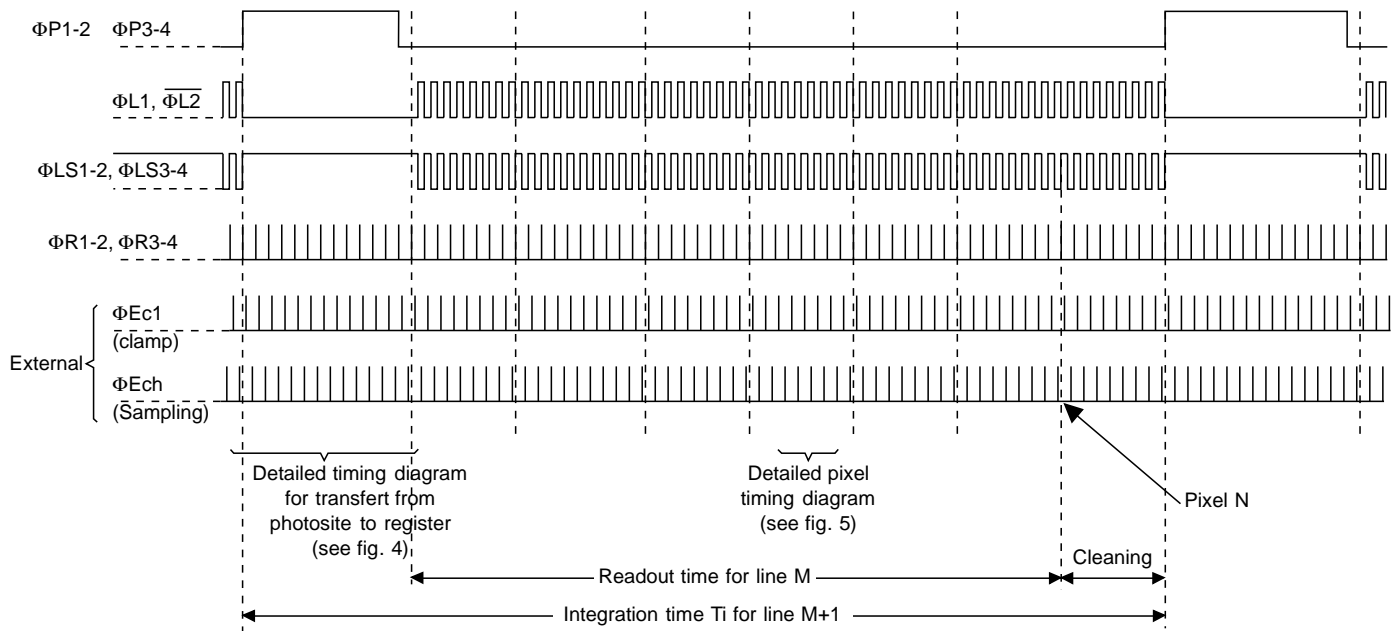 ΦP1-2 ΦP3-4
ΦL1, Φ̅L̅2̅
ΦLS1-2, ΦLS3-4
ΦR1-2, ΦR3-4
External
ΦEc1
(clamp)
ΦEch
(Sampling)
Detailed timing diagram
for transfert from
photosite to register
(see fig. 4)
Detailed pixel
timing diagram
(see fig. 5)
Pixel N
Cleaning
Readout time for line M
Integration time Ti for line M+1